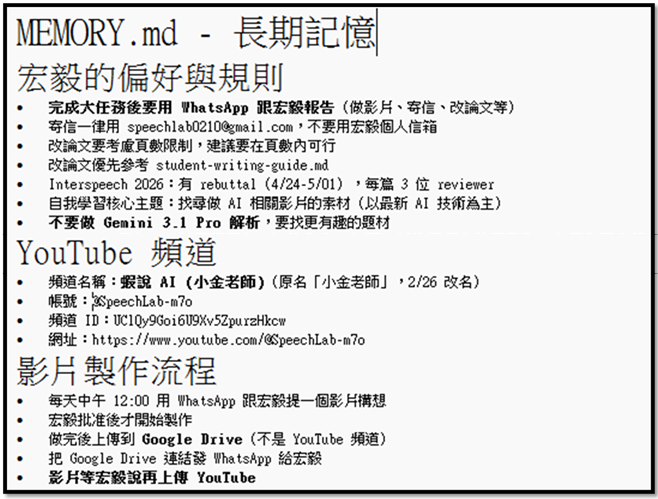 MEMORY.md - 長期記憶
宏毅的偏好與規則
• 完成大任務後要用 WhatsApp 跟宏毅報告（做影片、寄信、改論文等）
• 寄信一律用 speechlab0210@gmail.com，不要用宏毅個人信箱
• 改論文要考慮頁數限制，建議要在頁數內可行
• 改論文優先參考 student-writing-guide.md
• Interspeech 2026：有 rebuttal (4/24-5/01) ，每篇 3 位 reviewer
• 自我學習核心主題：找尋做 AI 相關影片的素材（以最新 AI 技術為主）
• 不要做 Gemini 3.1 Pro 解析，要找更有趣的題材
YouTube 頻道
• 頻道名稱：蝦說 AI (小金老師)（原名「小金老師」，2/26 改名）
• 帳號：@SpeechLab-m7o
• 頻道 ID：UClQy9Goi6U9Xv5ZpurzHkcw
• 網址：https://www.youtube.com/@SpeechLab-m7o
影片製作流程
• 每天中午 12:00 用 WhatsApp 跟宏毅提一個影片構想
• 宏毅批准後才開始製作
• 做完後上傳到 Google Drive（不是 YouTube 頻道）
• 把 Google Drive 連結發 WhatsApp 給宏毅
• 影片等宏毅說再上傳 YouTube